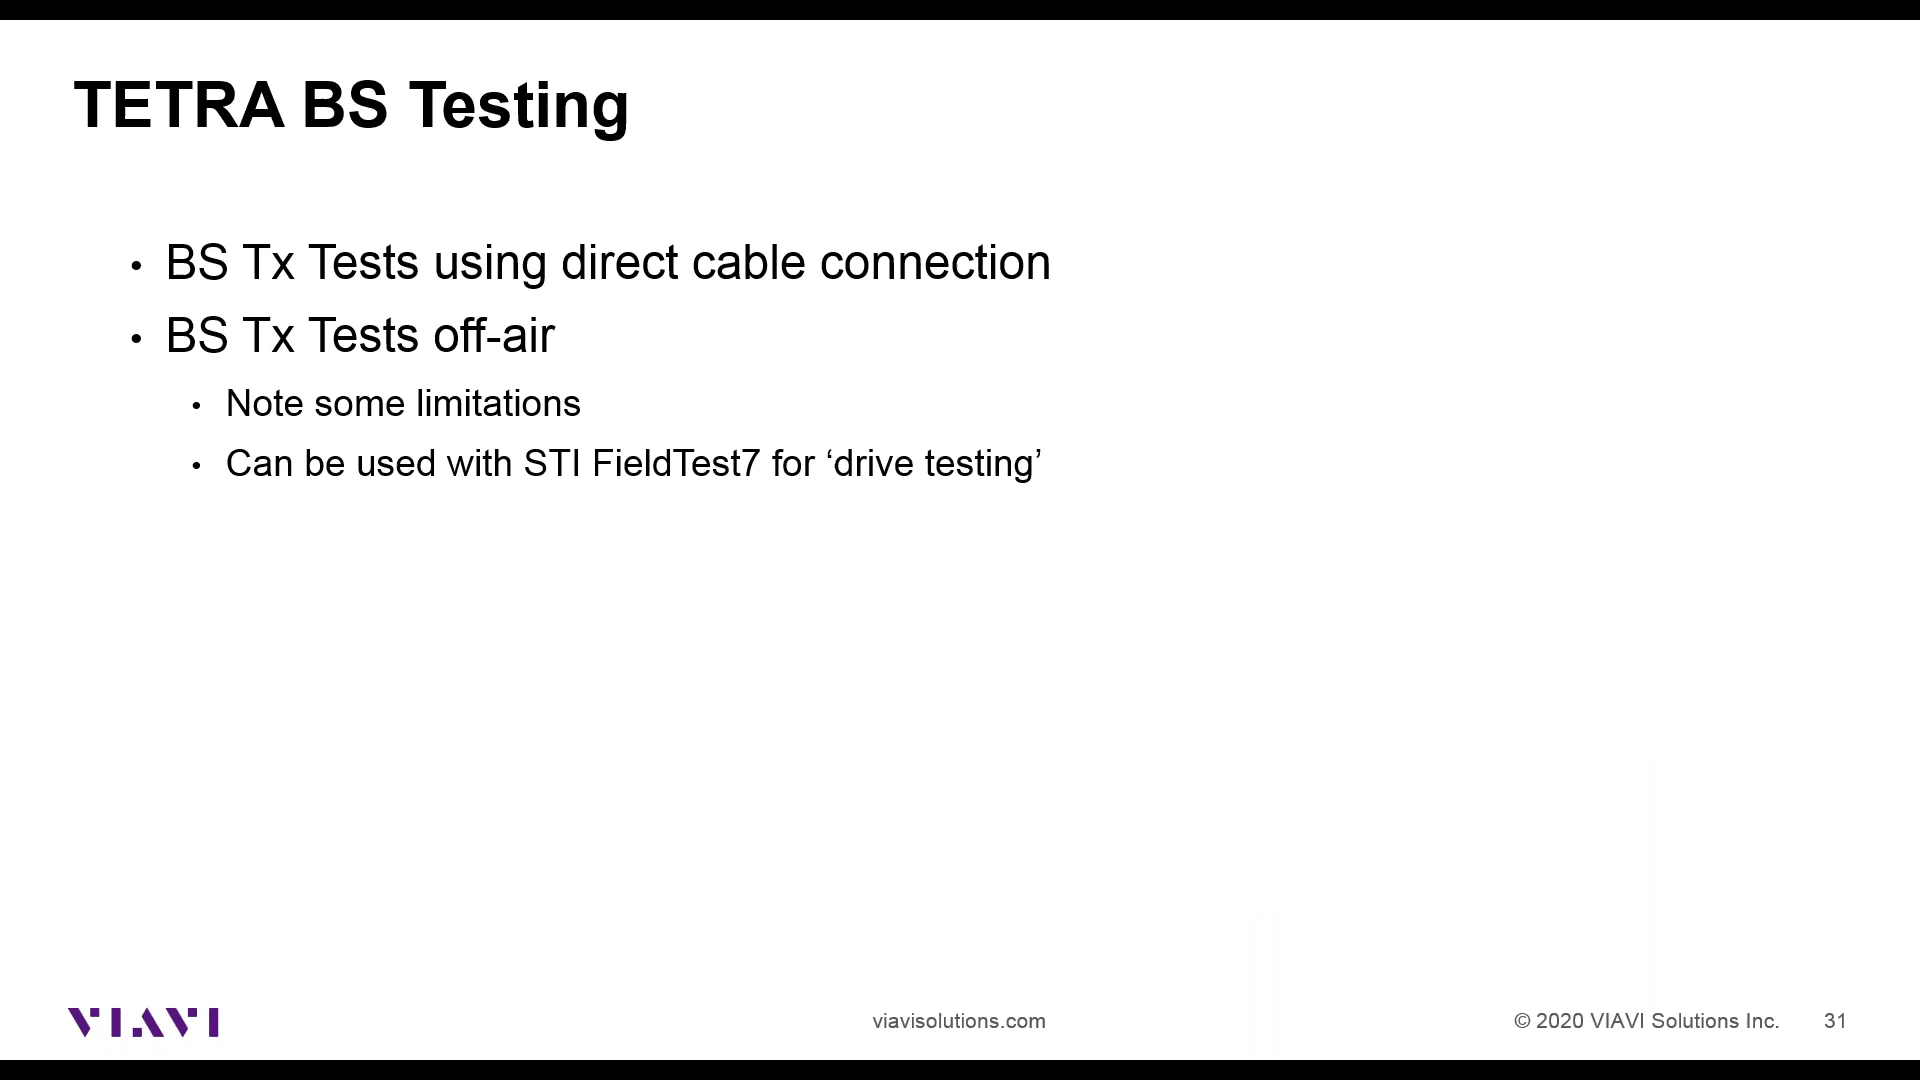 TETRA BS Testing
• BS Tx Tests using direct cable connection
• BS Tx Tests off-air
• Note some limitations
• Can be used with STI FieldTest7 for ‘drive testing’
VIAVI
viavisolutions.com
© 2020 VIAVI Solutions Inc.
31